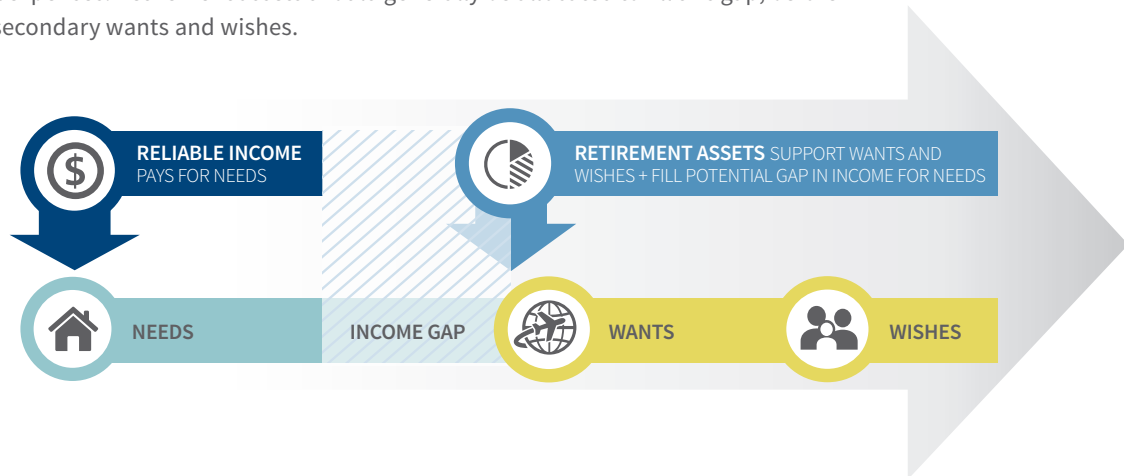 secondary wants and wishes.
RELIABLE INCOME
PAYS FOR NEEDS
RETIREMENT ASSETS SUPPORT WANTS AND
WISHES + FILL POTENTIAL GAP IN INCOME FOR NEEDS
$
NEEDS
INCOME GAP
WANTS
WISHES